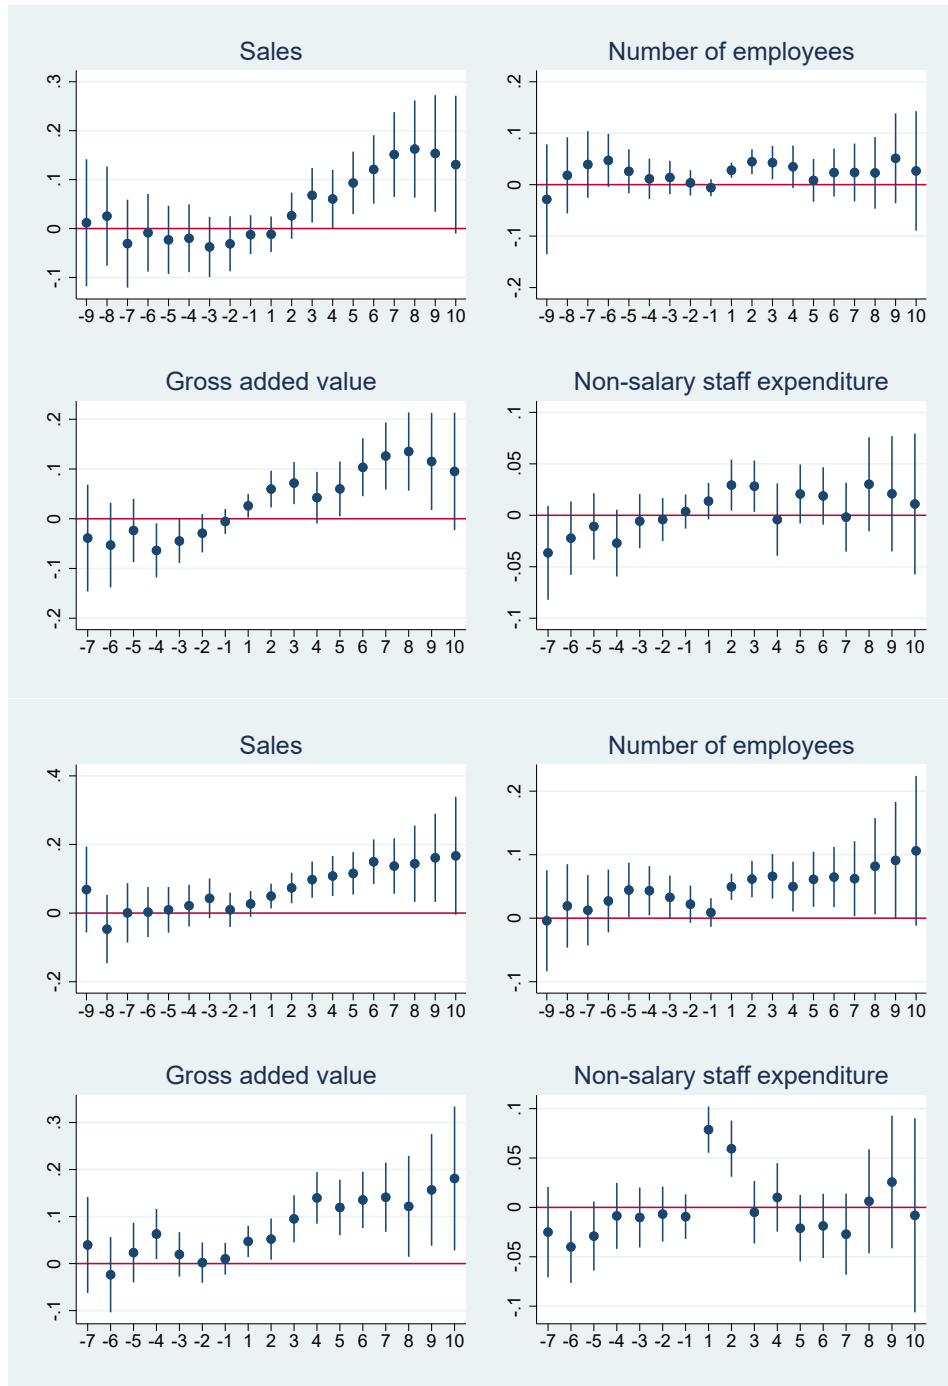 Sales
.3
.2
.1
0
-.1
-9 -8 -7 -6 -5 -4 -3 -2 -1 1 2 3 4 5 6 7 8 9 10
Number of employees
.2
.1
0
-.1
-.2
-9 -8 -7 -6 -5 -4 -3 -2 -1 1 2 3 4 5 6 7 8 9 10
Gross added value
.2
.1
0
-.1
-.2
-7 -6 -5 -4 -3 -2 -1 1 2 3 4 5 6 7 8 9 10
Non-salary staff expenditure
.1
.05
0
-.05
-.1
-7 -6 -5 -4 -3 -2 -1 1 2 3 4 5 6 7 8 9 10
Sales
.4
.2
0
-.2
-9 -8 -7 -6 -5 -4 -3 -2 -1 1 2 3 4 5 6 7 8 9 10
Number of employees
.2
.1
0
-.1
-9 -8 -7 -6 -5 -4 -3 -2 -1 1 2 3 4 5 6 7 8 9 10
Gross added value
.3
.2
.1
0
-.1
-7 -6 -5 -4 -3 -2 -1 1 2 3 4 5 6 7 8 9 10
Non-salary staff expenditure
.1
.05
0
-.05
-.1
-7 -6 -5 -4 -3 -2 -1 1 2 3 4 5 6 7 8 9 10